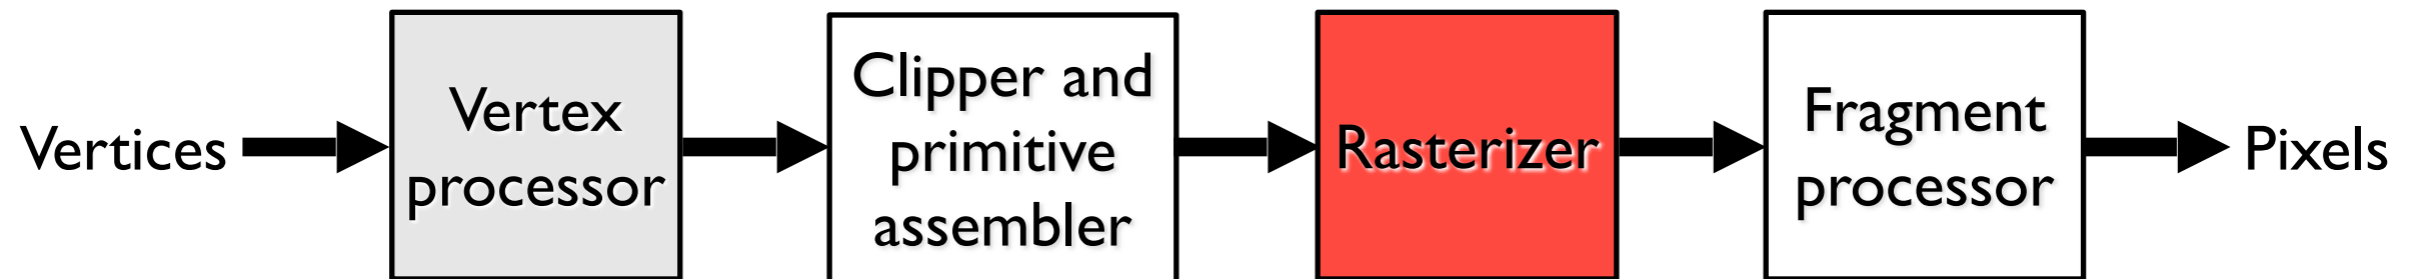 Vertices
Vertex
processor
Clipper and
primitive
assembler
Rasterizer
Fragment
processor
Pixels